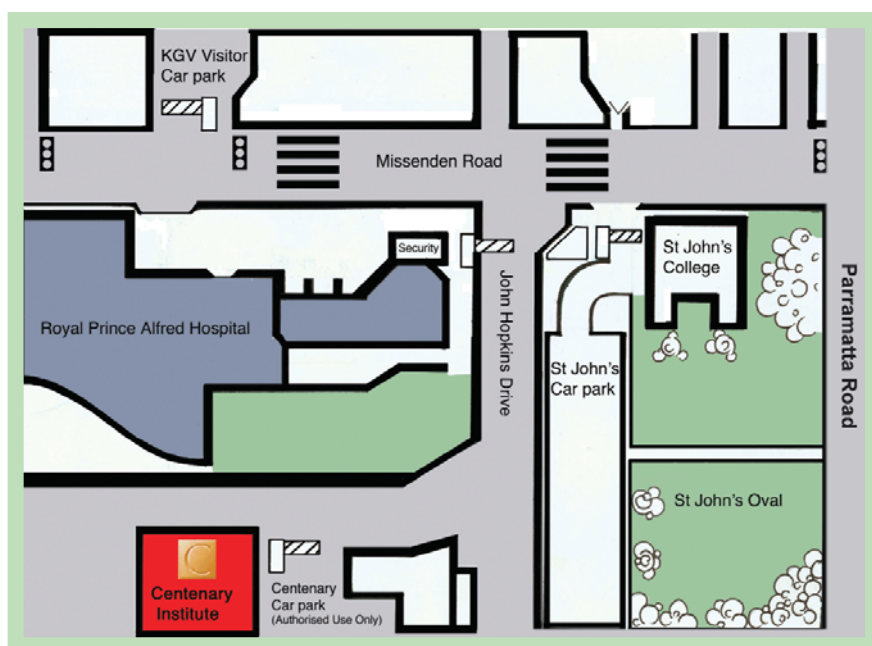 KGV Visitor
Car park
Missenden Road
Security
St John's
College
John Hopkins Drive
Parramatta Road
Royal Prince Alfred Hospital
St John's
Car park
St John's Oval
C
Centenary
Institute
Centenary
Car park
(Authorised Use Only)